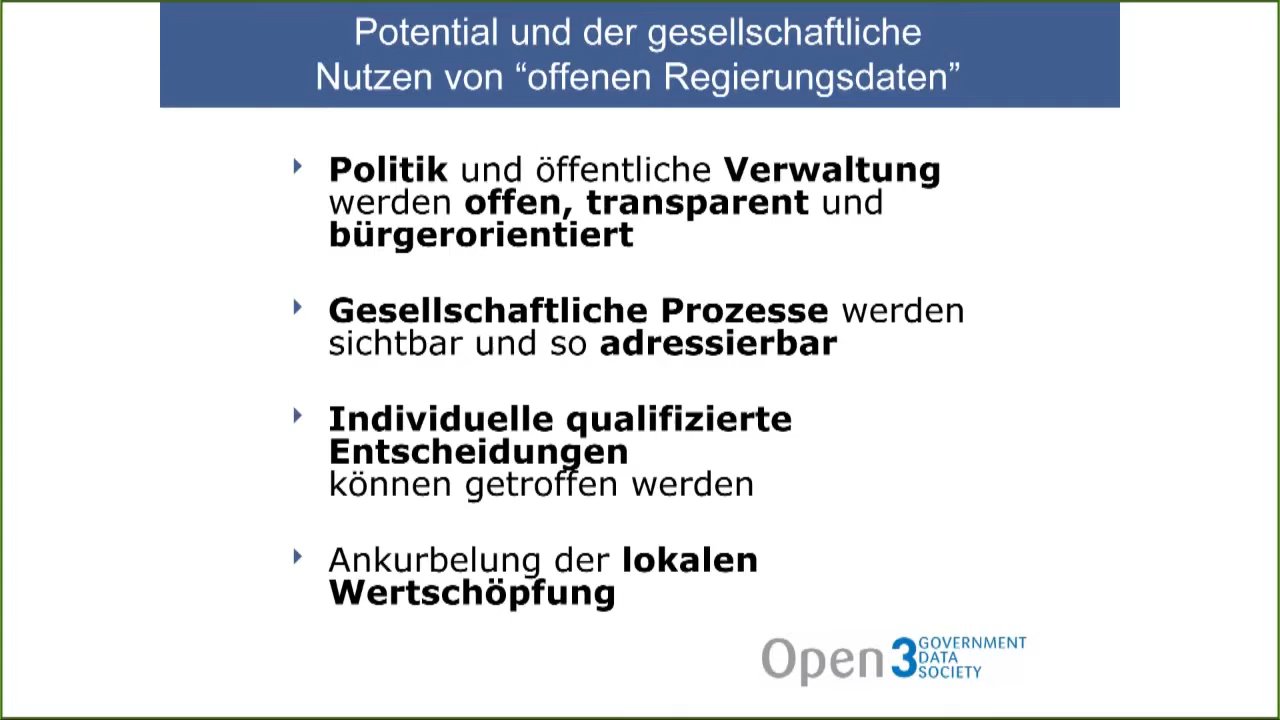 Potential und der gesellschaftliche
Nutzen von “offenen Regierungsdaten”
Politik und öffentliche Verwaltung
werden offen, transparent und
bürgerorientiert
Gesellschaftliche Prozesse werden
sichtbar und so adressierbar
Individuelle qualifizierte
Entscheidungen
können getroffen werden
Ankurbelung der lokalen
Wertschöpfung
Open 3 GOVERNMENT
DATA
SOCIETY